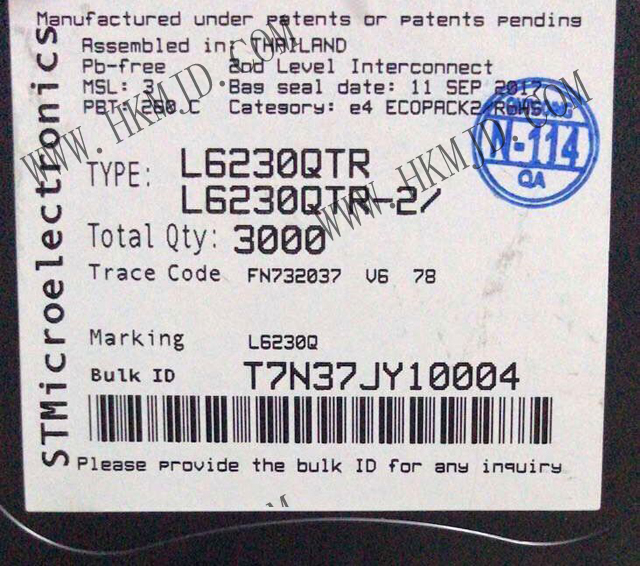 Manufactured under patents or patents pending
Assembled in: THAILAND
Pb-free 2nd Level Interconnect
MSL: 3 Bag seal date: 11 SEP 2017
PBT: 260.C Category: e4 ECOPACK2/RoHS
STMicroelectronics
N-114
QA
TYPE: L6230QTR
L6230QTR-2/
Total Qty: 3000
Trace Code FN732037 V6 78
Marking L6230Q
Bulk ID T7N37JY10004
Please provide the bulk ID for any inquiry
WWW.HKMJD.COM
WWW.HKMJD.COM